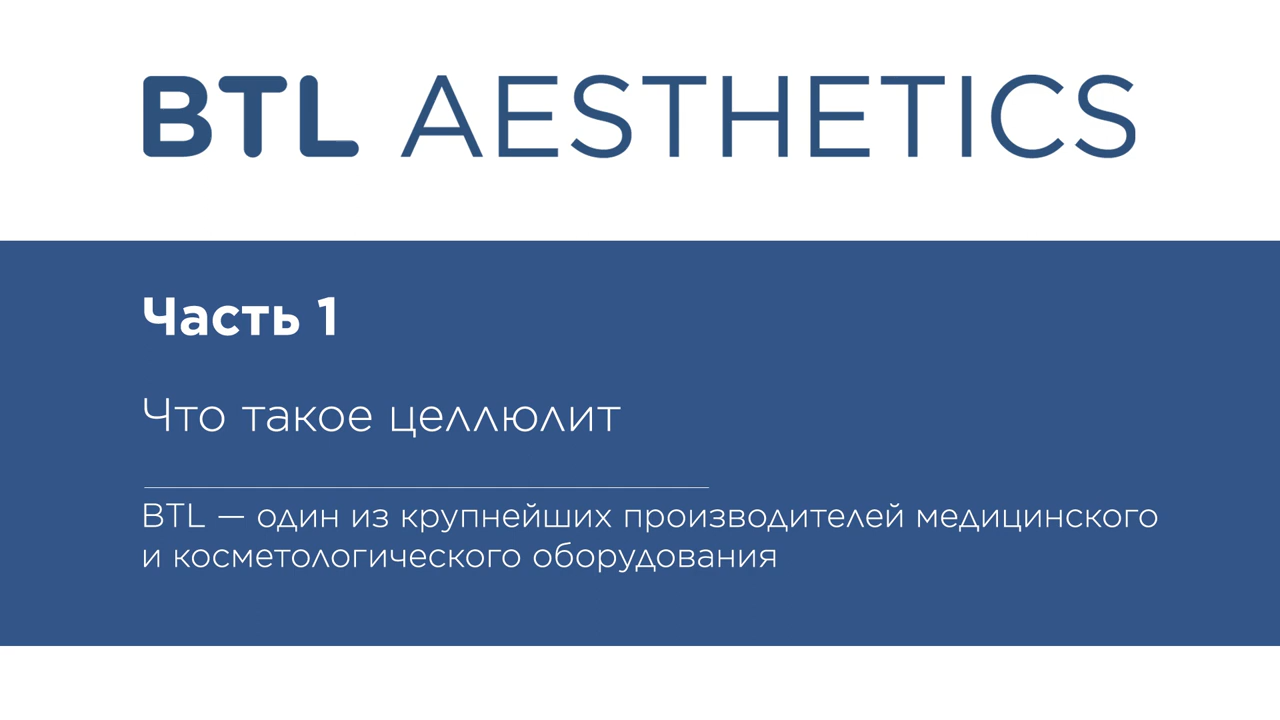 BTL AESTHETICS
Часть 1
Что такое целлюлит
BTL — один из крупнейших производителей медицинского
и косметологического оборудования